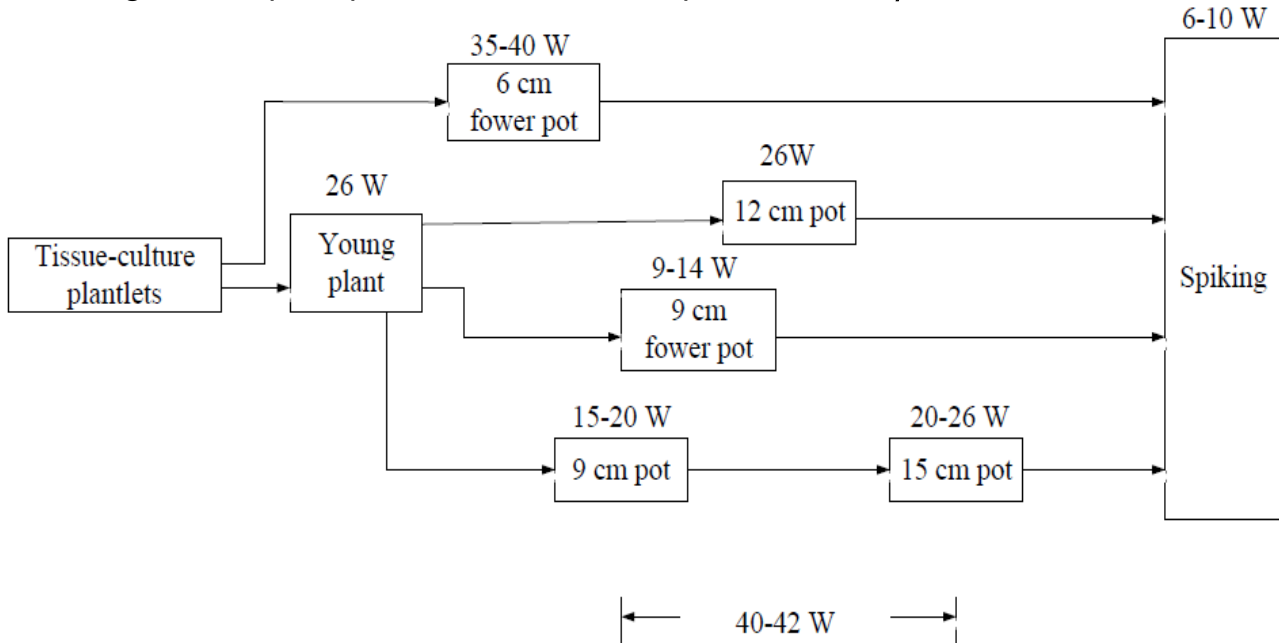 6-10 W
35-40 W
6 cm
fower pot
26W
12 cm pot
26 W
Young
plant
Tissue-culture
plantlets
9-14 W
9 cm
fower pot
Spiking
15-20 W
9 cm pot
20-26 W
15 cm pot
40-42 W